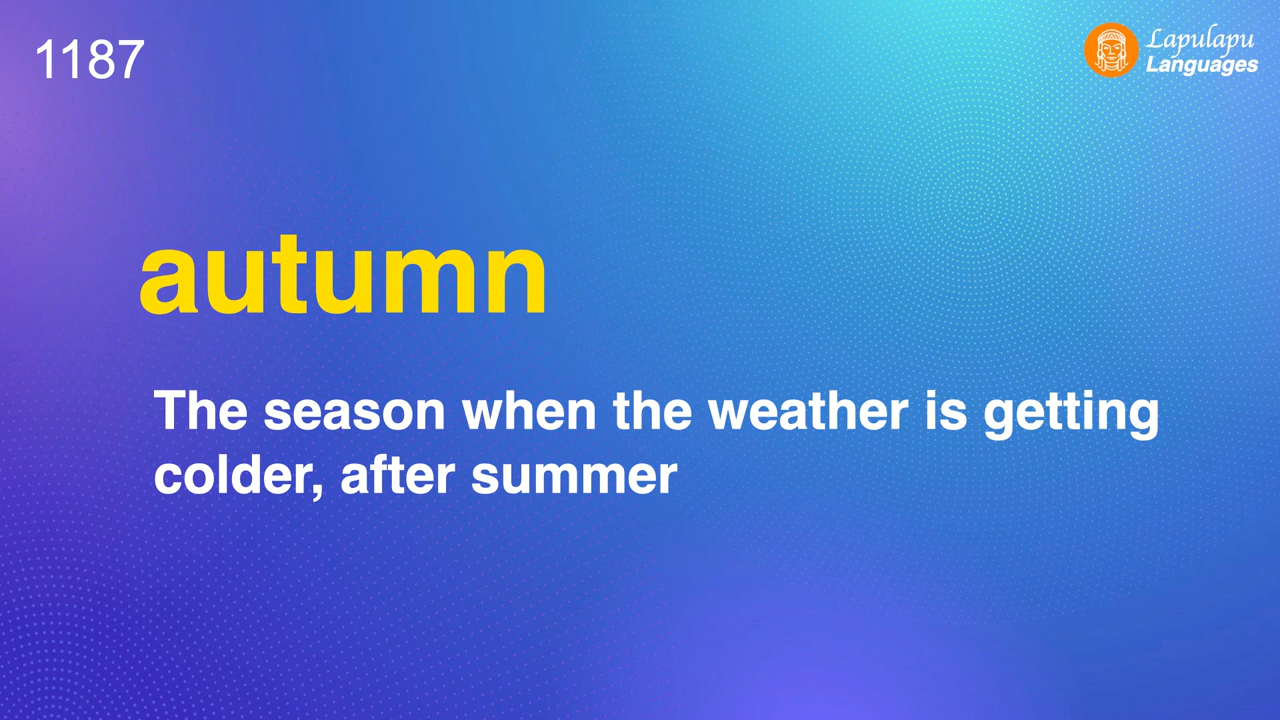 1187
Lapulapu
Languages
autumn
The season when the weather is getting
colder, after summer